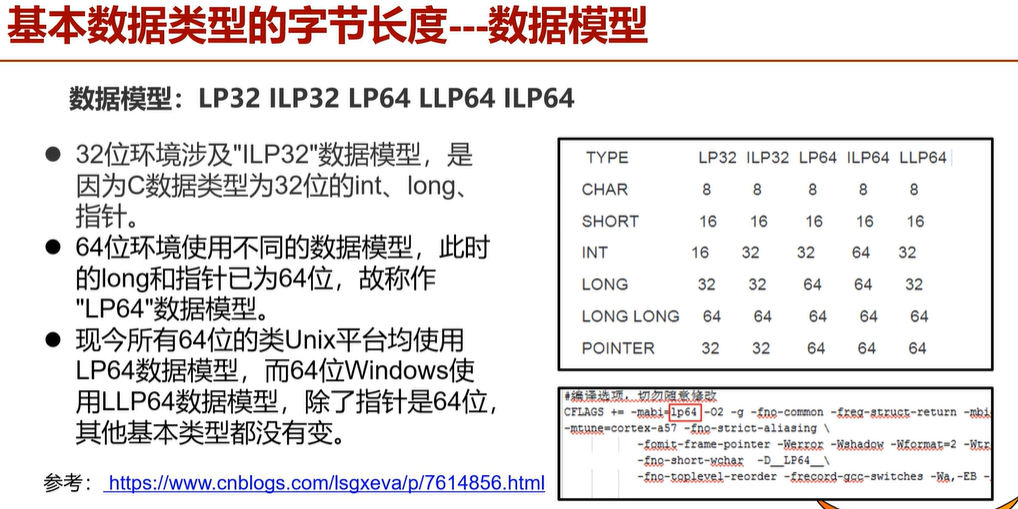 基本数据类型的字节长度---数据模型
数据模型：LP32 ILP32 LP64 LLP64 ILP64
● 32位环境涉及"ILP32"数据模型，是
因为C数据类型为32位的int、long、
指针。
● 64位环境使用不同的数据模型，此时
的long和指针已为64位，故称作
"LP64"数据模型。
● 现今所有64位的类Unix平台均使用
LP64数据模型，而64位Windows使
用LLP64数据模型，除了指针是64位，
其他基本类型都没有变。
参考： https://www.cnblogs.com/lsgxeva/p/7614856.html
TYPE LP32 ILP32 LP64 ILP64 LLP64
CHAR 8 8 8 8 8
SHORT 16 16 16 16 16
INT 16 32 32 64 32
LONG 32 32 64 64 32
LONG LONG 64 64 64 64 64
POINTER 32 32 64 64 64
#编译选项，切勿随意修改
CFLAGS += -mabi=lp64 -O2 -g -fno-common -freg-struct-return -mbi
-mtune=cortex-a57 -fno-strict-aliasing \
-fomit-frame-pointer -Werror -Wshadow -Wformat=2 -Wtr
-fno-short-wchar -D__LP64__\
-fno-toplevel-reorder -frecord-gcc-switches -Wa,-EB -